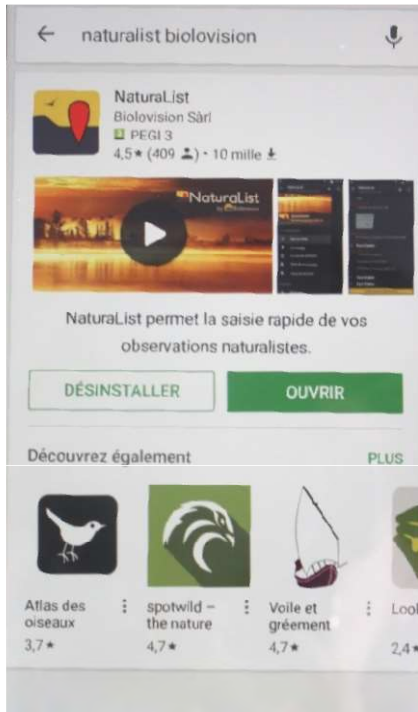 naturalist biolovision
NaturaList
Biolovision Sàrl
PEGI 3
4,5★ (409) • 10 mille
NaturaList
NaturaList permet la saisie rapide de vos
observations naturalistes.
DÉSINSTALLER
OUVRIR
Découvrez également
PLUS
Atlas des
oiseaux
3,7★
spotwild –
the nature
4,7★
Voile et
gréement
4,7★
Lool
2,4★